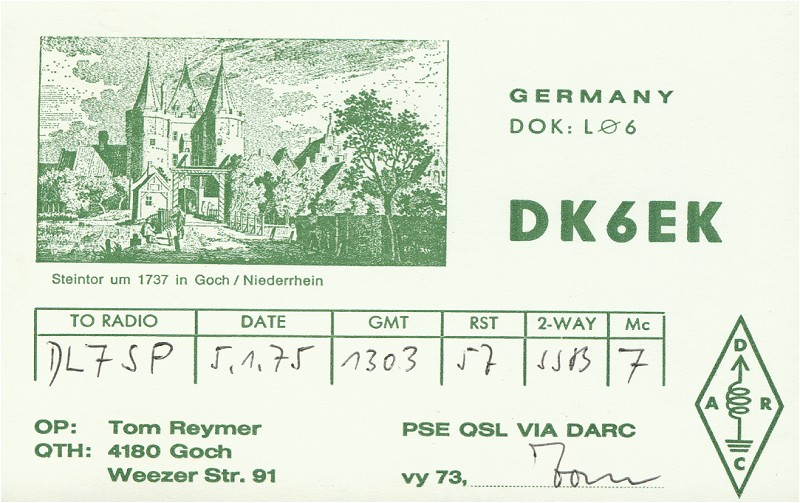 GERMANY
DOK: LØ6
DK6EK
Steintor um 1737 in Goch / Niederrhein
TO RADIO DATE GMT RST 2-WAY Mc
DL7SP 5.1.75 1303 57 SSB 7
OP: Tom Reymer
QTH: 4180 Goch
Weezer Str. 91
PSE QSL VIA DARC
vy 73, Tom
D
A R
C